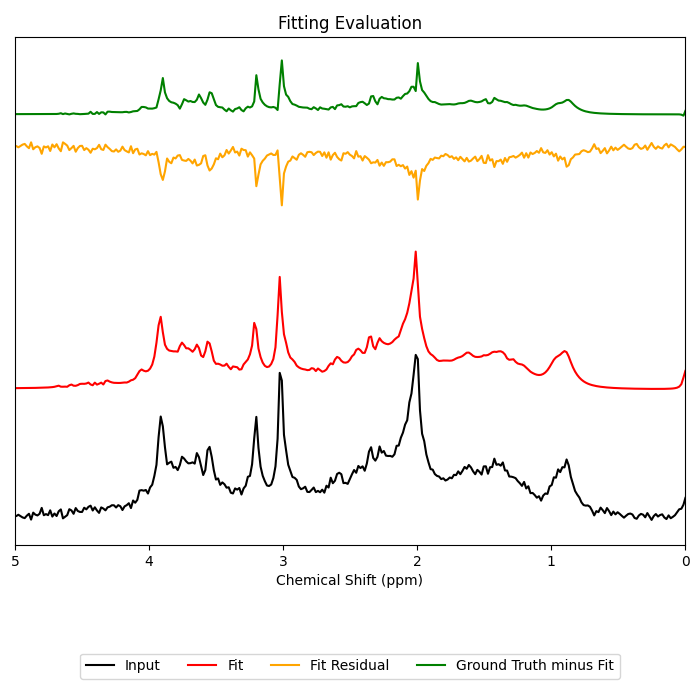 Fitting Evaluation
5 4 3 2 1 0
Chemical Shift (ppm)
Input Fit Fit Residual Ground Truth minus Fit